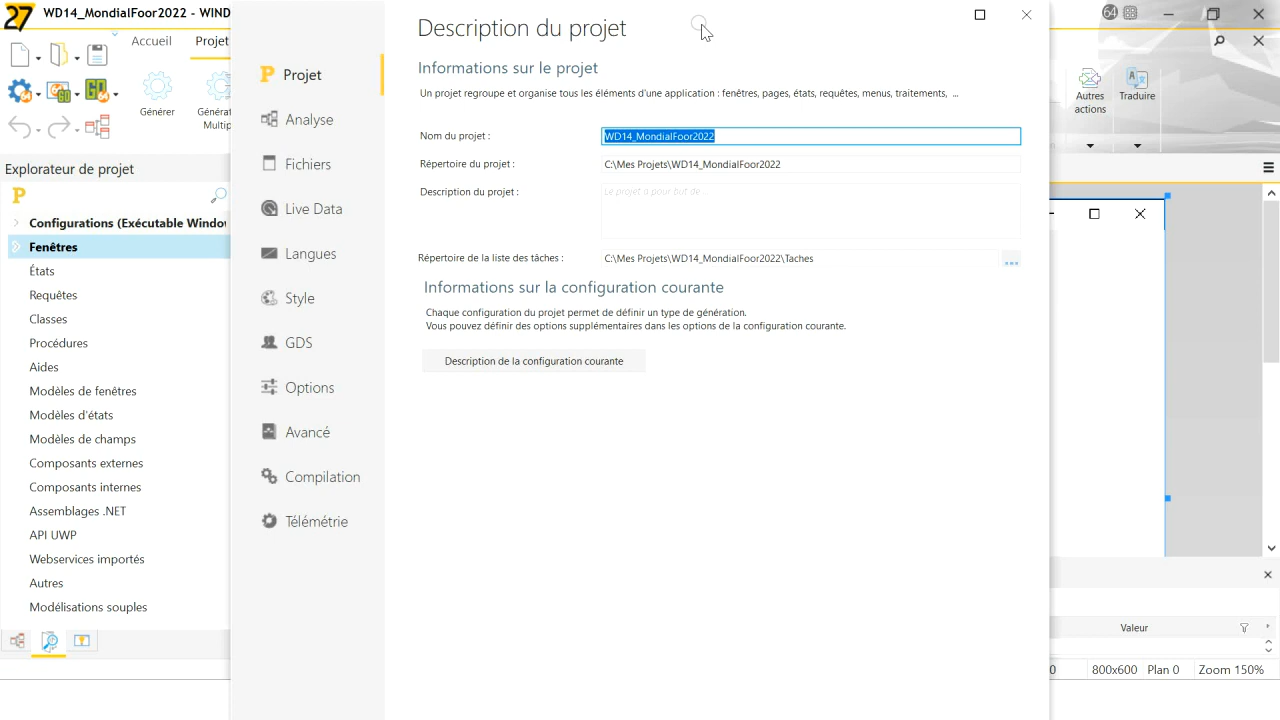 27 WD14_MondialFoor2022 - WIND
Accueil
Projet
GO
GO
Générer
Générat
Multip
Autres
actions
Traduire
64
Explorateur de projet
Configurations (Exécutable Windo
Fenêtres
États
Requêtes
Classes
Procédures
Aides
Modèles de fenêtres
Modèles d'états
Modèles de champs
Composants externes
Composants internes
Assemblages .NET
API UWP
Webservices importés
Autres
Modélisations souples
Projet
Analyse
Fichiers
Live Data
Langues
Style
GDS
Options
Avancé
Compilation
Télémétrie
Description du projet
Informations sur le projet
Un projet regroupe et organise tous les éléments d'une application : fenêtres, pages, états, requêtes, menus, traitements, ...
Nom du projet : WD14_MondialFoor2022
Répertoire du projet : C:\Mes Projets\WD14_MondialFoor2022
Description du projet : Le projet a pour but de...
Répertoire de la liste des tâches : C:\Mes Projets\WD14_MondialFoor2022\Taches ...
Informations sur la configuration courante
Chaque configuration du projet permet de définir un type de génération.
Vous pouvez définir des options supplémentaires dans les options de la configuration courante.
Description de la configuration courante
Valeur
0 800x600 Plan 0 Zoom 150%